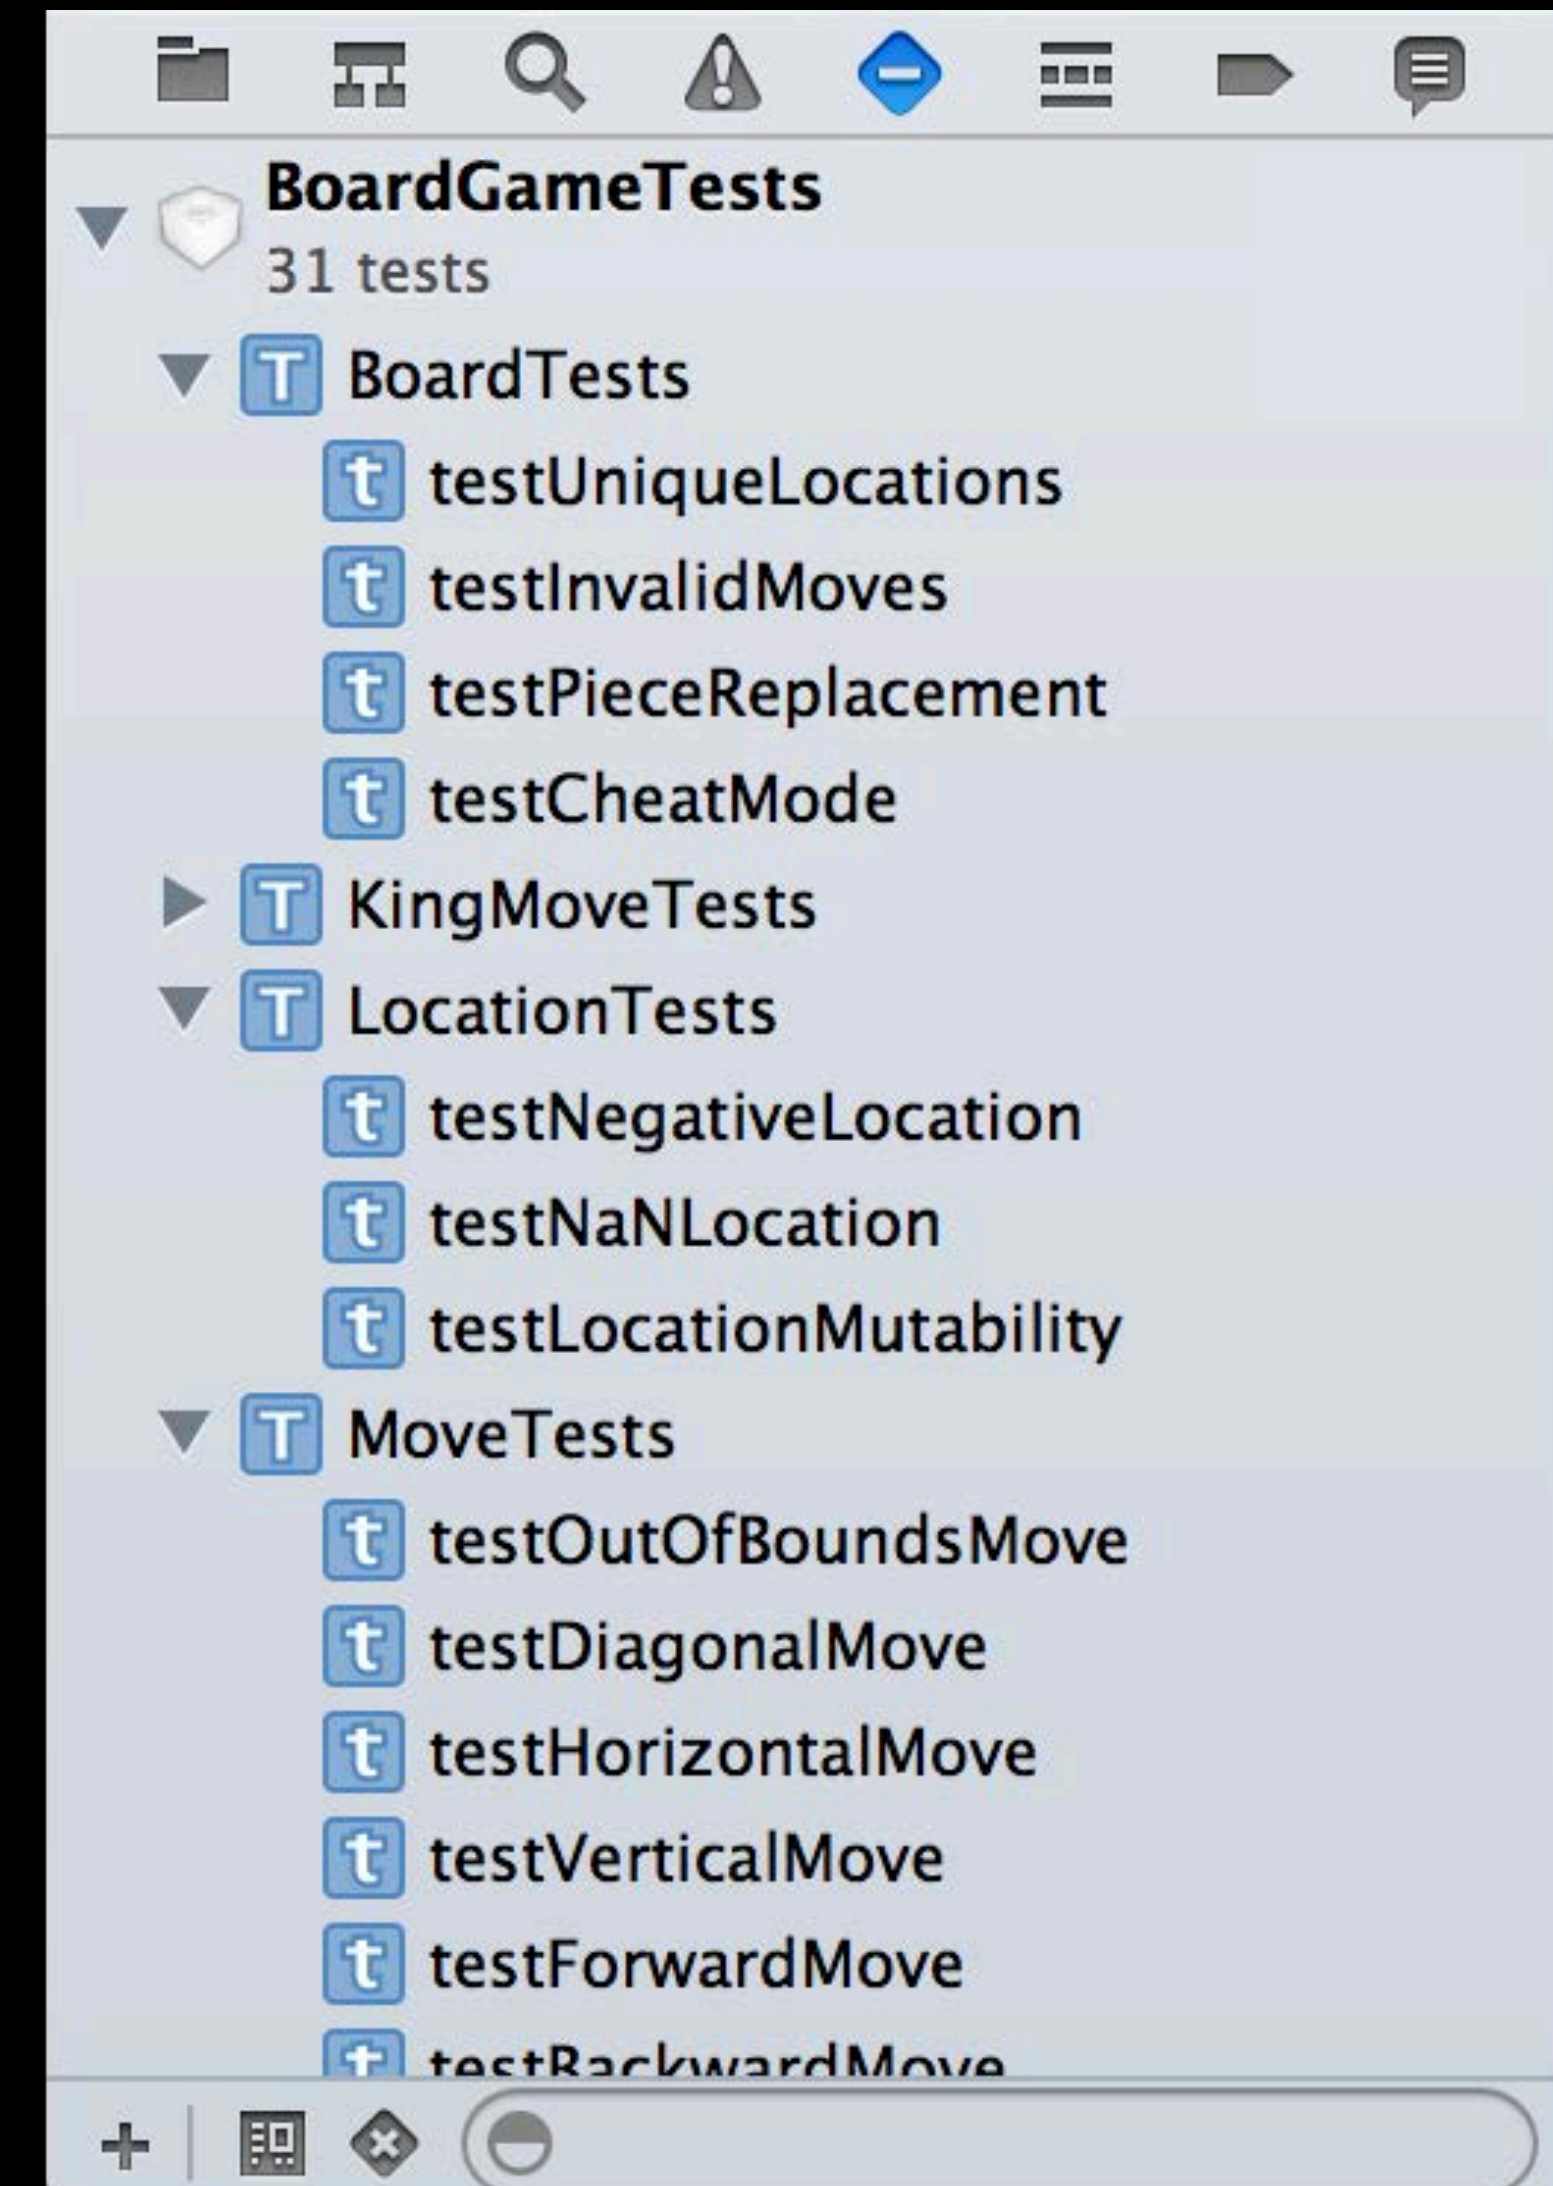 BoardGameTests
31 tests
T BoardTests
t testUniqueLocations
t testInvalidMoves
t testPieceReplacement
t testCheatMode
T KingMoveTests
T LocationTests
t testNegativeLocation
t testNaNLocation
t testLocationMutability
T MoveTests
t testOutOfBoundsMove
t testDiagonalMove
t testHorizontalMove
t testVerticalMove
t testForwardMove
t testBackwardMove